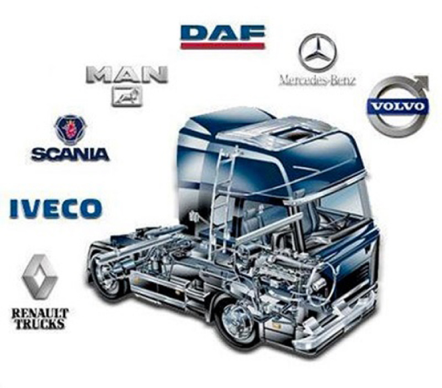 DAF
MAN
Mercedes-Benz
VOLVO
SCANIA
IVECO
RENAULT
TRUCKS